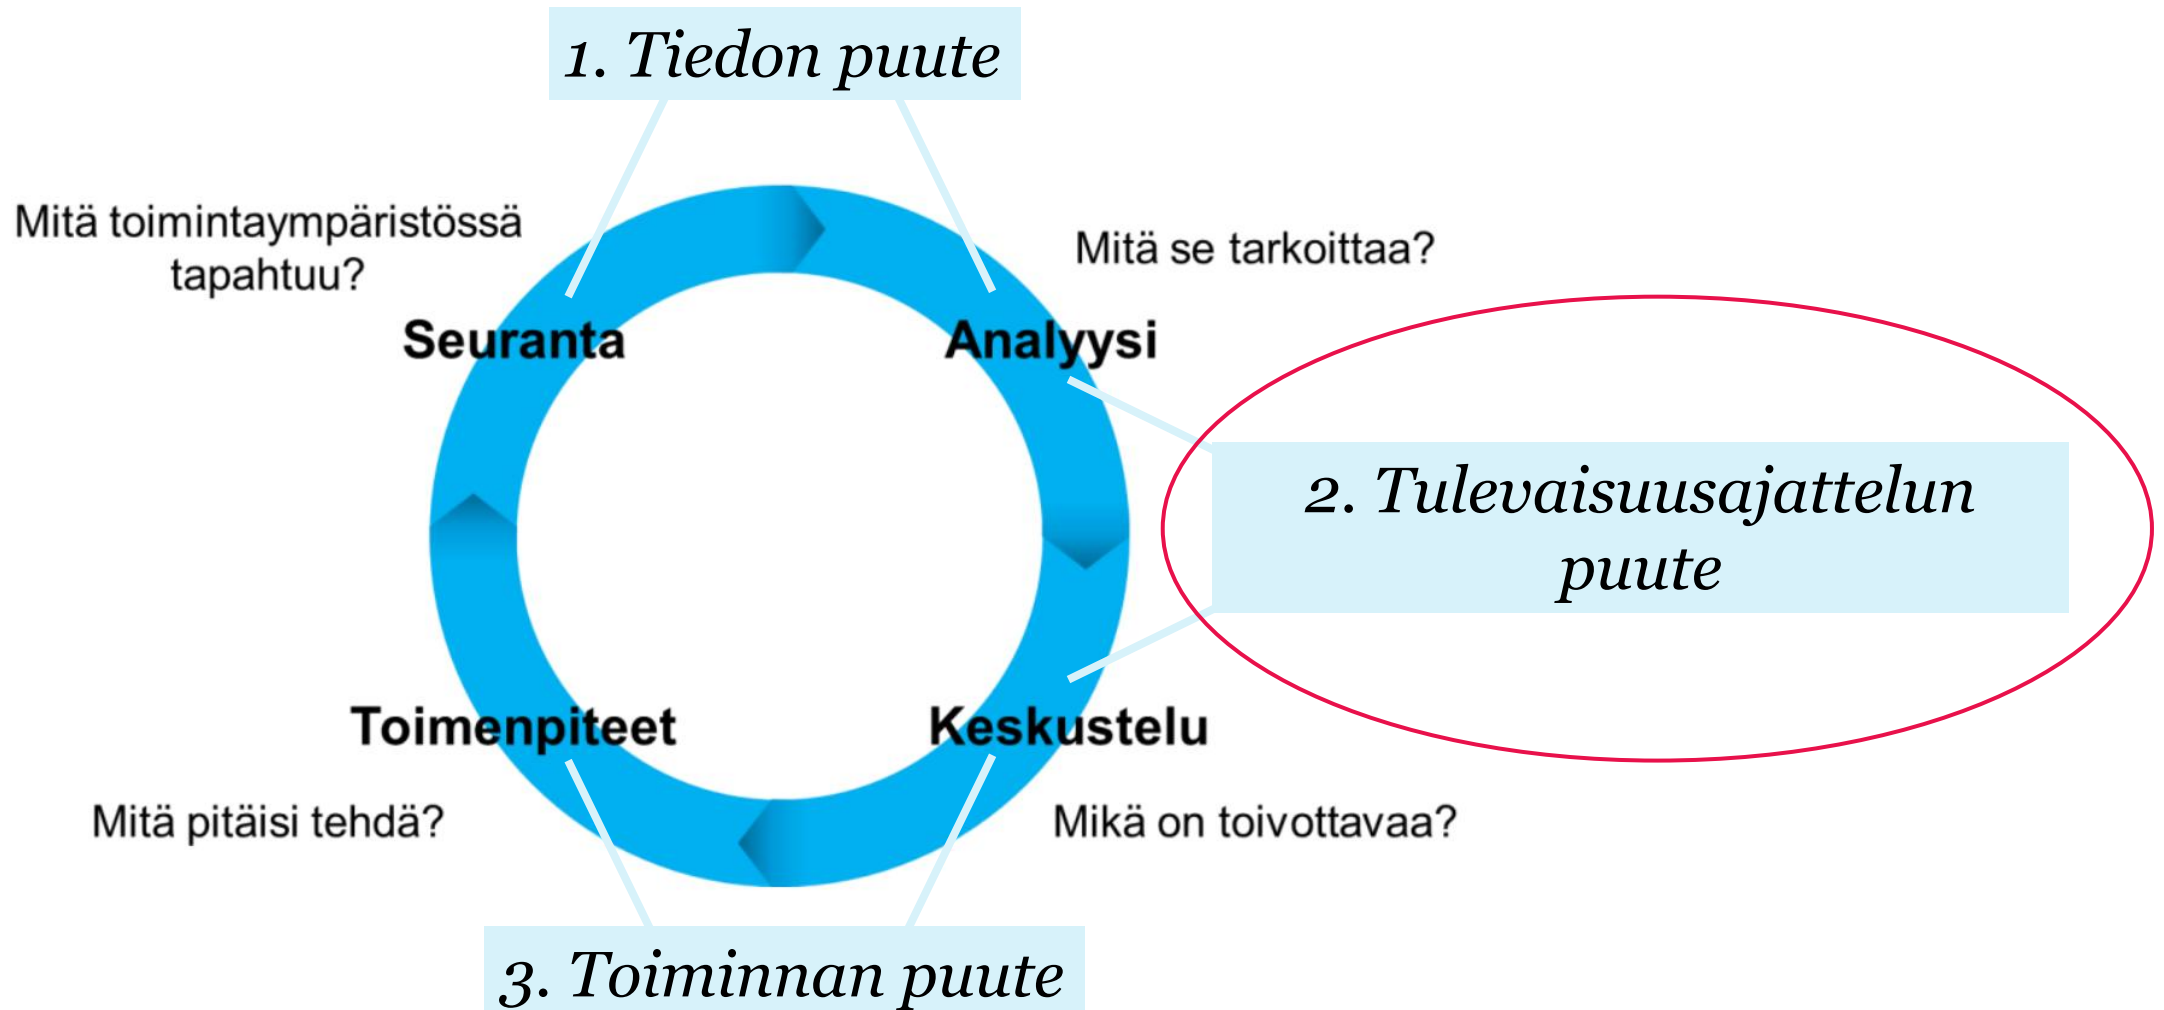 1. Tiedon puute
Mitä toimintaympäristössä
tapahtuu?
Mitä se tarkoittaa?
Seuranta
Analyysi
2. Tulevaisuusajattelun
puute
Toimenpiteet
Keskustelu
Mitä pitäisi tehdä?
Mikä on toivottavaa?
3. Toiminnan puute